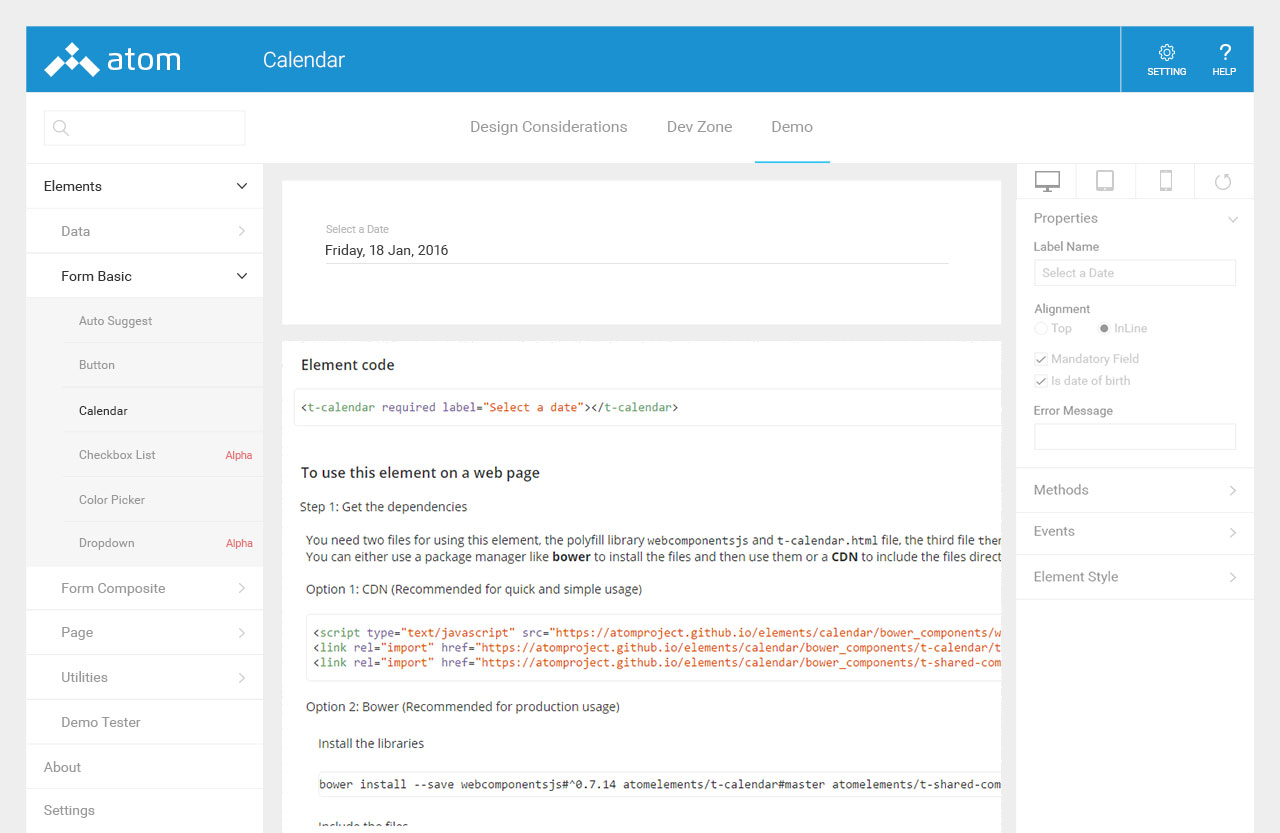 atom
Calendar
SETTING
HELP
Design Considerations
Dev Zone
Demo
Elements
Data
Form Basic
Auto Suggest
Button
Calendar
Checkbox List
Alpha
Color Picker
Dropdown
Alpha
Form Composite
Page
Utilities
Demo Tester
About
Settings
Select a Date
Friday, 18 Jan, 2016
Element code
<t-calendar required label="Select a date"></t-calendar>
To use this element on a web page
Step 1: Get the dependencies
You need two files for using this element, the polyfill library webcomponentsjs and t-calendar.html file, the third file then
You can either use a package manager like bower to install the files and then use them or a CDN to include the files direct
Option 1: CDN (Recommended for quick and simple usage)
<script type="text/javascript" src="https://atomproject.github.io/elements/calendar/bower_components/w
<link rel="import" href="https://atomproject.github.io/elements/calendar/bower_components/t-calendar/t
<link rel="import" href="https://atomproject.github.io/elements/calendar/bower_components/t-shared-com
Option 2: Bower (Recommended for production usage)
Install the libraries
bower install --save webcomponentsjs#^0.7.14 atomelements/t-calendar#master atomelements/t-shared-com
Include the files
Properties
Label Name
Select a Date
Alignment
Top
InLine
Mandatory Field
Is date of birth
Error Message
Methods
Events
Element Style